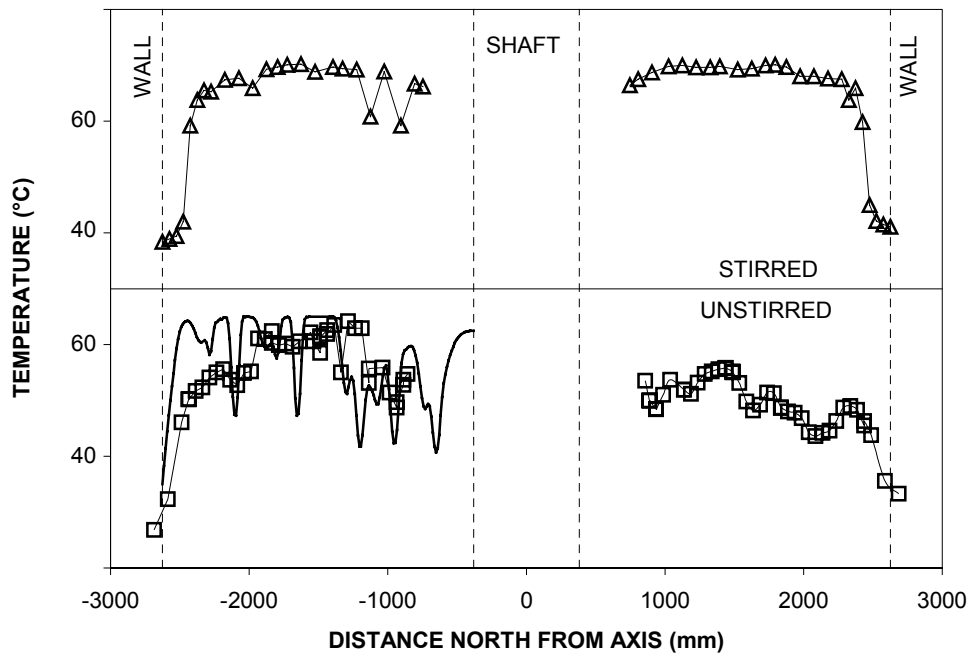 WALL
SHAFT
WALL
60
40
STIRRED
UNSTIRRED
60
40
TEMPERATURE (°C)
-3000 -2000 -1000 0 1000 2000 3000
DISTANCE NORTH FROM AXIS (mm)